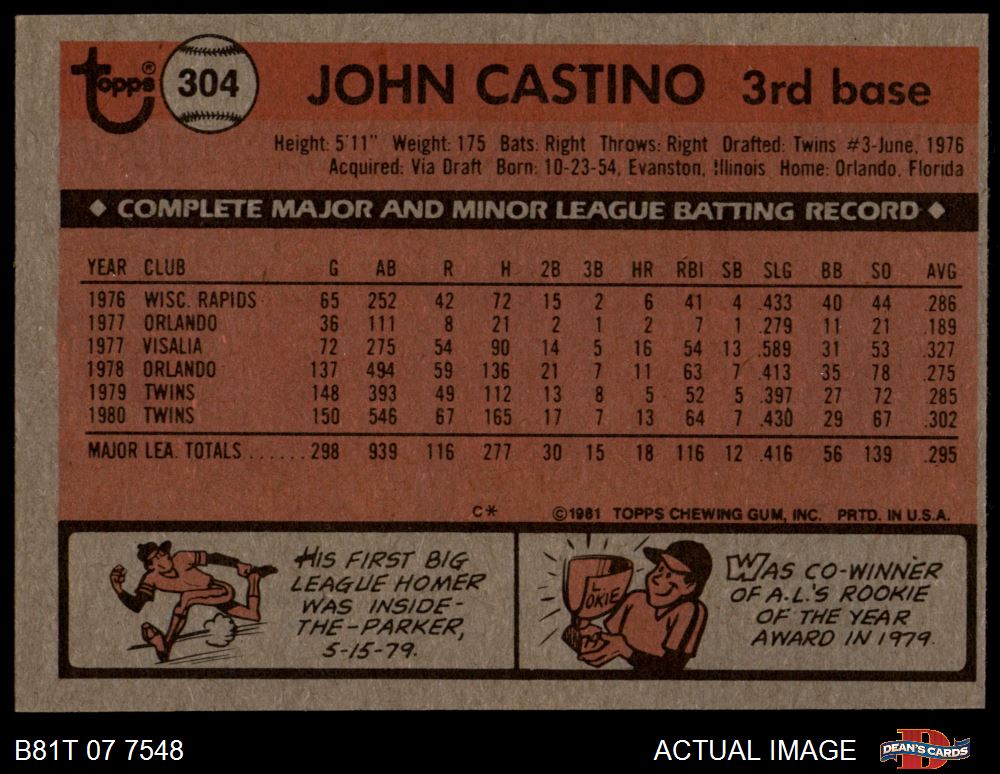 topps® 304 JOHN CASTINO 3rd base
Height: 5'11" Weight: 175 Bats: Right Throws: Right Drafted: Twins #3-June, 1976
Acquired: Via Draft Born: 10-23-54, Evanston, Illinois Home: Orlando, Florida
◆ COMPLETE MAJOR AND MINOR LEAGUE BATTING RECORD ◆
YEAR CLUB G AB R H 2B 3B HR RBI SB SLG BB SO AVG
1976 WISC. RAPIDS 65 252 42 72 15 2 6 41 4 .433 40 44 .286
1977 ORLANDO 36 111 8 21 2 1 2 7 1 .279 11 21 .189
1977 VISALIA 72 275 54 90 14 5 16 54 13 .589 31 53 .327
1978 ORLANDO 137 494 59 136 21 7 11 63 7 .413 35 78 .275
1979 TWINS 148 393 49 112 13 8 5 52 5 .397 27 72 .285
1980 TWINS 150 546 67 165 17 7 13 64 7 .430 29 67 .302
MAJOR LEA. TOTALS ...... 298 939 116 277 30 15 18 116 12 .416 56 139 .295
C* ©1981 TOPPS CHEWING GUM, INC. PRTD. IN U.S.A.
HIS FIRST BIG
LEAGUE HOMER
WAS INSIDE-
THE-PARKER,
5-15-79.
WAS CO-WINNER
OF A.L.'S ROOKIE
OF THE YEAR
AWARD IN 1979.
B81T 07 7548 ACTUAL IMAGE DEAN'S CARDS